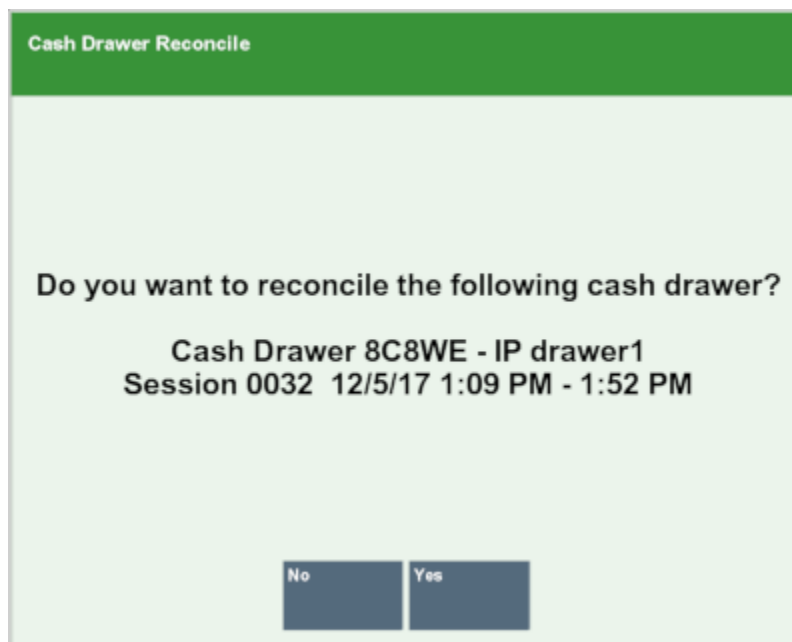 Cash Drawer Reconcile
Do you want to reconcile the following cash drawer?
Cash Drawer 8C8WE - IP drawer1
Session 0032  12/5/17 1:09 PM - 1:52 PM
No
Yes